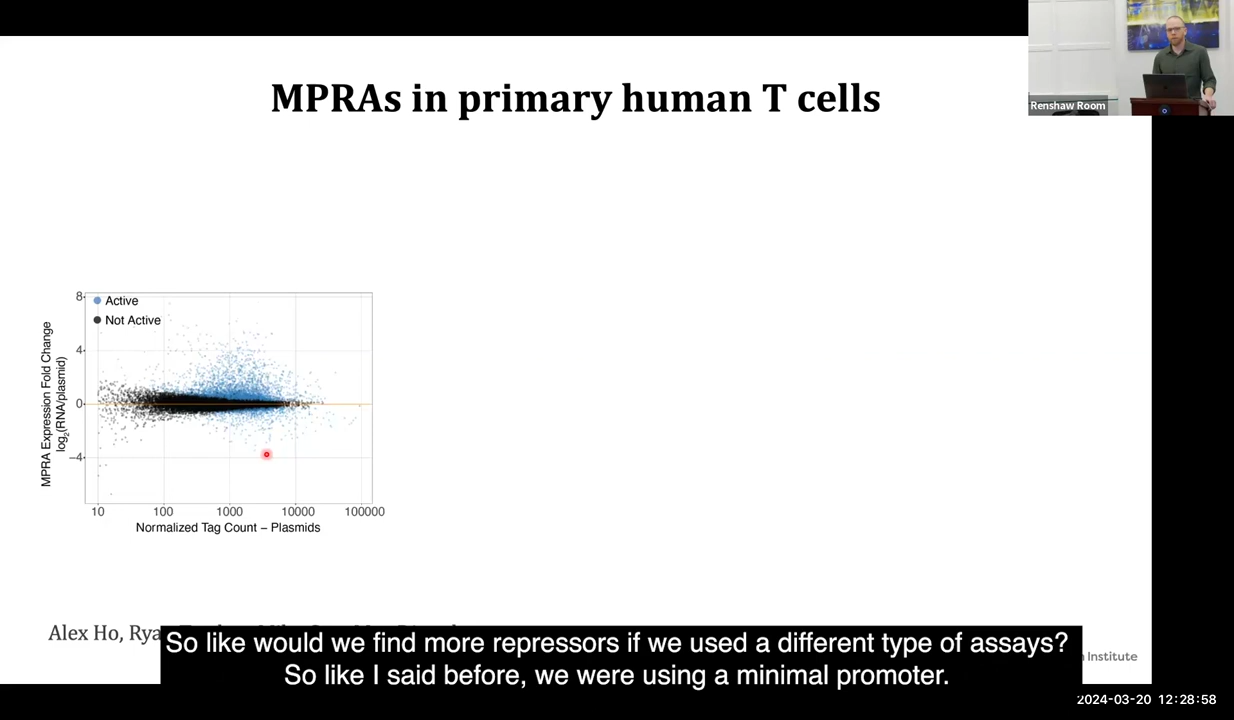 MPRAs in primary human T cells
Renshaw Room
8
Active
Not Active
4
0
−4
MPRA Expression Fold Change
log2(RNA/plasmid)
10 100 1000 10000 100000
Normalized Tag Count − Plasmids
Alex Ho,
So like would we find more repressors if we used a different type of assays?
So like I said before, we were using a minimal promoter.
Institute
2024-03-20 12:28:58